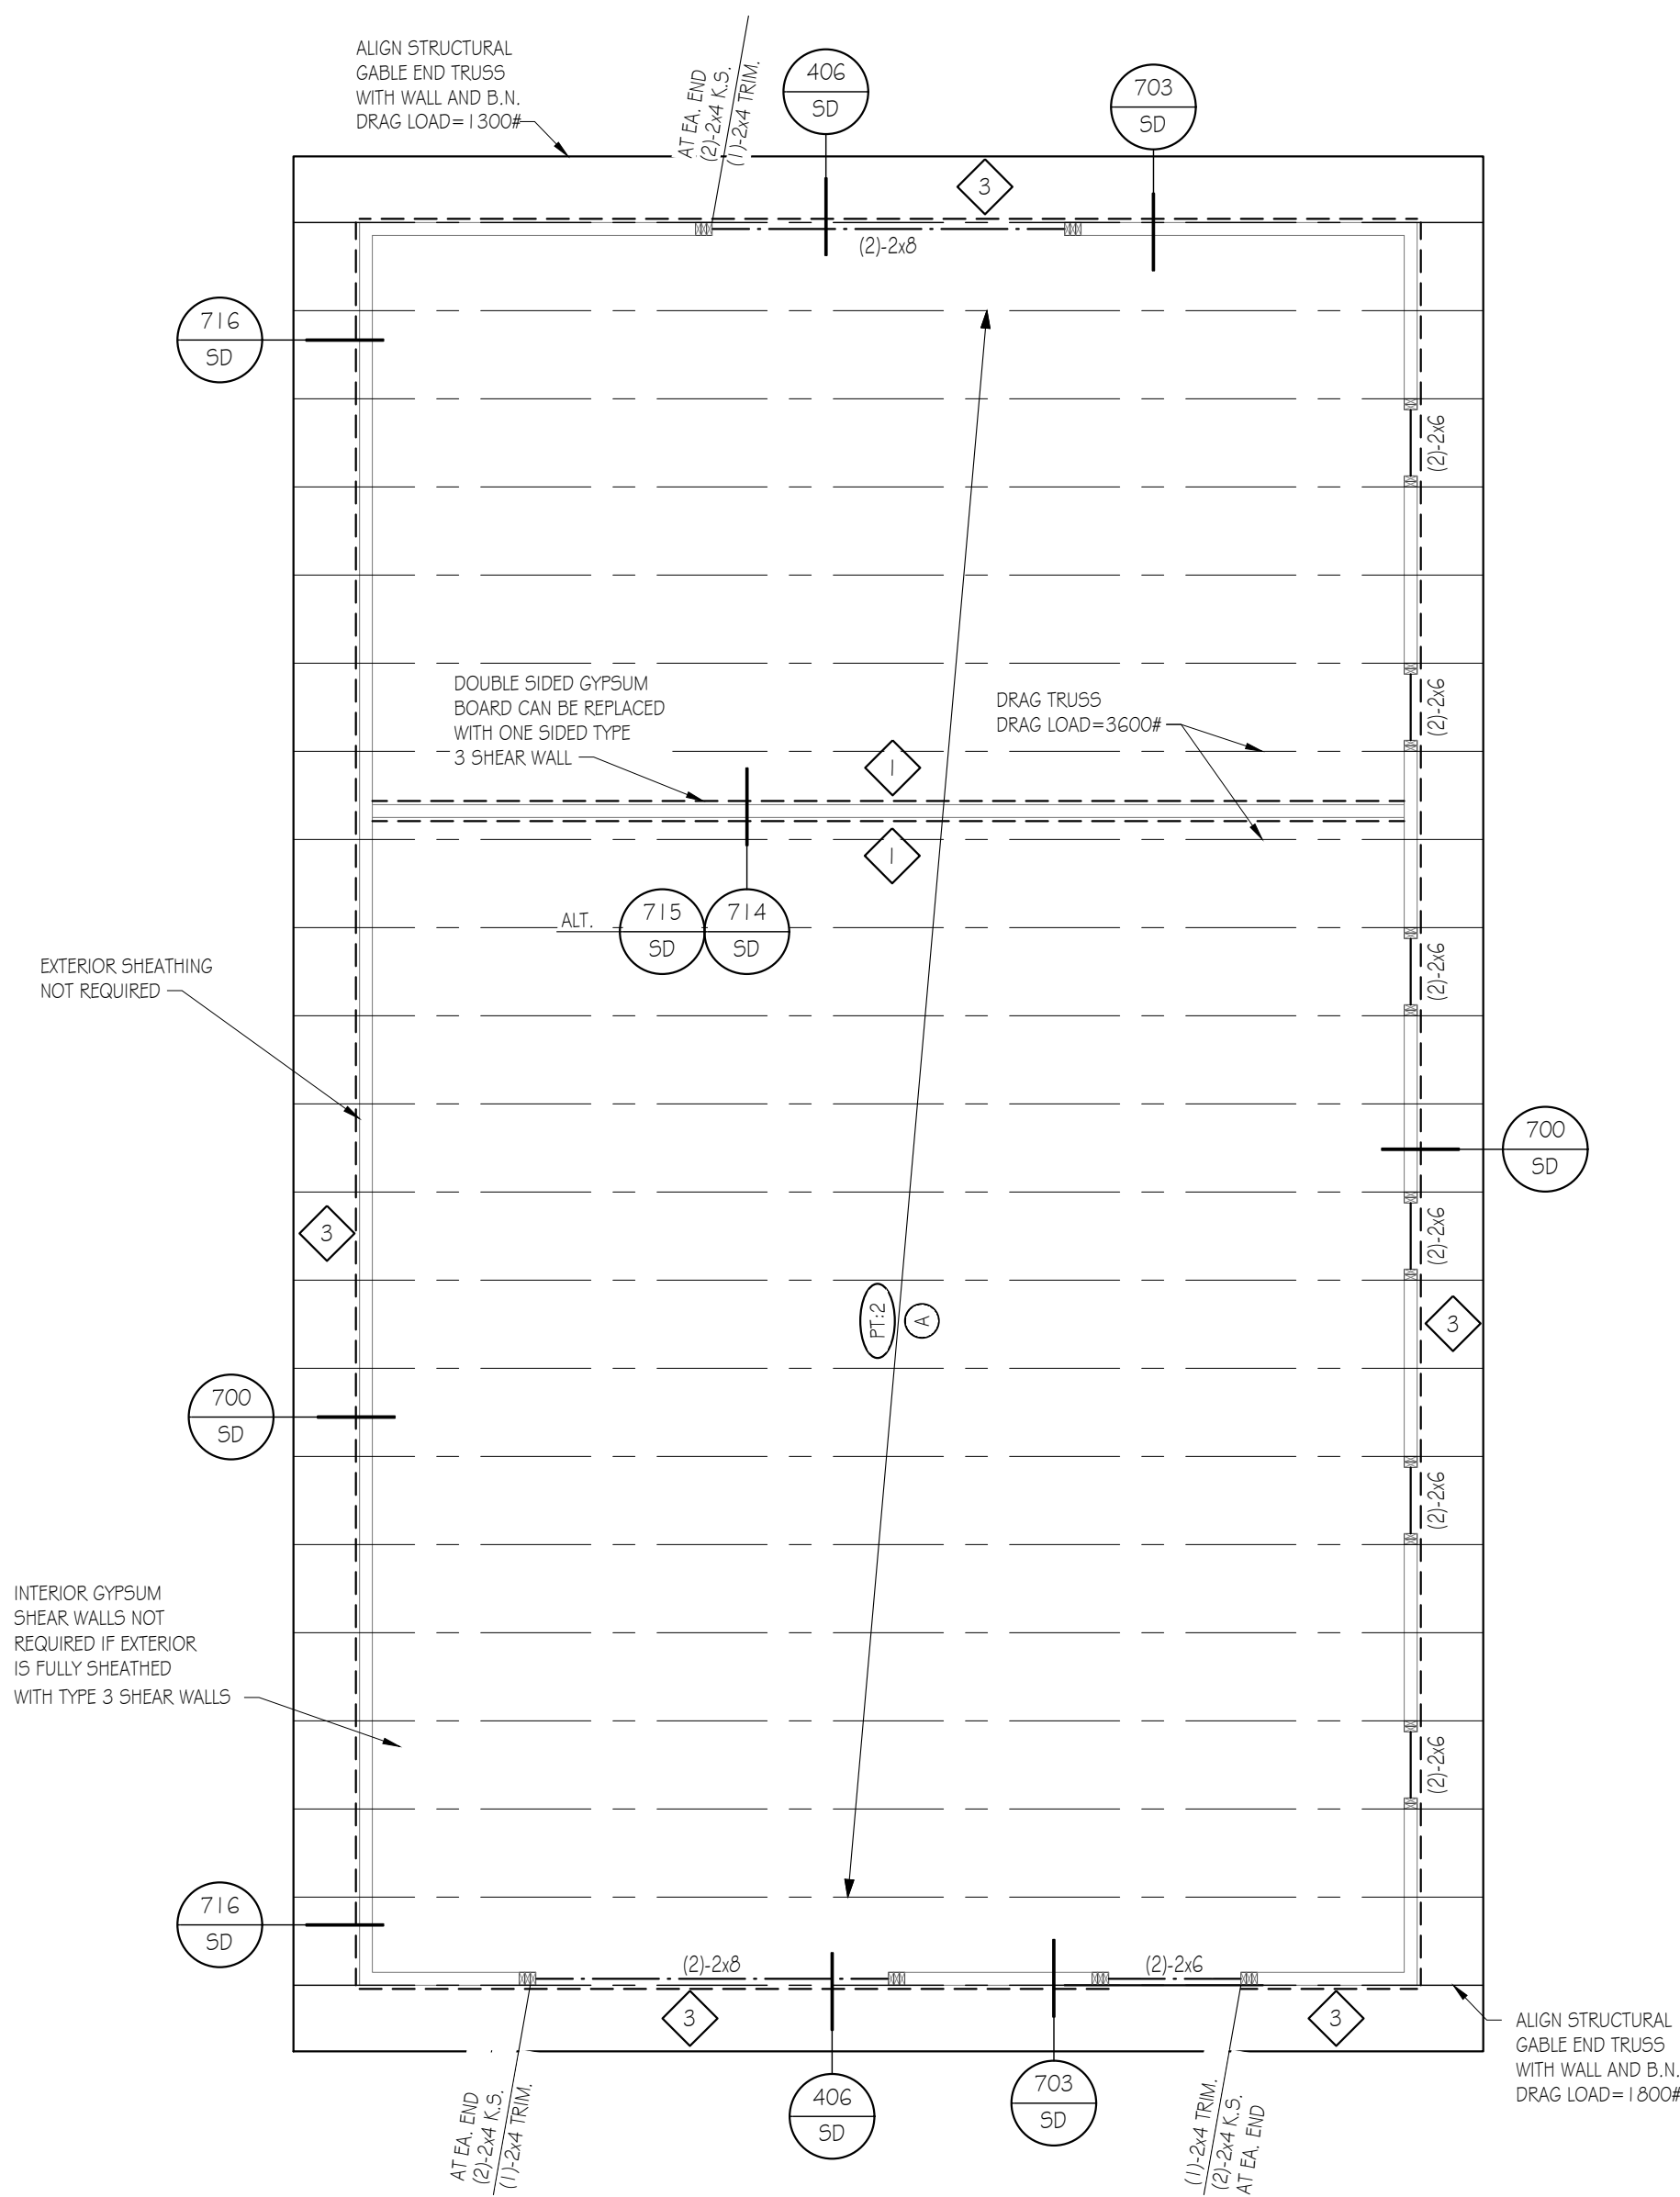 ALIGN STRUCTURAL
GABLE END TRUSS
WITH WALL AND B.N.
DRAG LOAD=1300#
AT EA. END
(2)-2x4 K.S.
(1)-2x4 TRIM.
406
SD
703
SD
3
(2)-2x8
716
SD
(2)-2x6
DOUBLE SIDED GYPSUM
BOARD CAN BE REPLACED
WITH ONE SIDED TYPE
3 SHEAR WALL
DRAG TRUSS
DRAG LOAD=3600#
(2)-2x6
1
1
ALT.
715
SD
714
SD
EXTERIOR SHEATHING
NOT REQUIRED
(2)-2x6
700
SD
3
(2)-2x6
PT:2
A
3
700
SD
(2)-2x6
INTERIOR GYPSUM
SHEAR WALLS NOT
REQUIRED IF EXTERIOR
IS FULLY SHEATHED
WITH TYPE 3 SHEAR WALLS
(2)-2x6
716
SD
(2)-2x8
(2)-2x6
3
3
ALIGN STRUCTURAL
GABLE END TRUSS
WITH WALL AND B.N.
DRAG LOAD=1800#
AT EA. END
(2)-2x4 K.S.
(1)-2x4 TRIM.
406
SD
703
SD
(1)-2x4 TRIM.
(2)-2x4 K.S.
AT EA. END